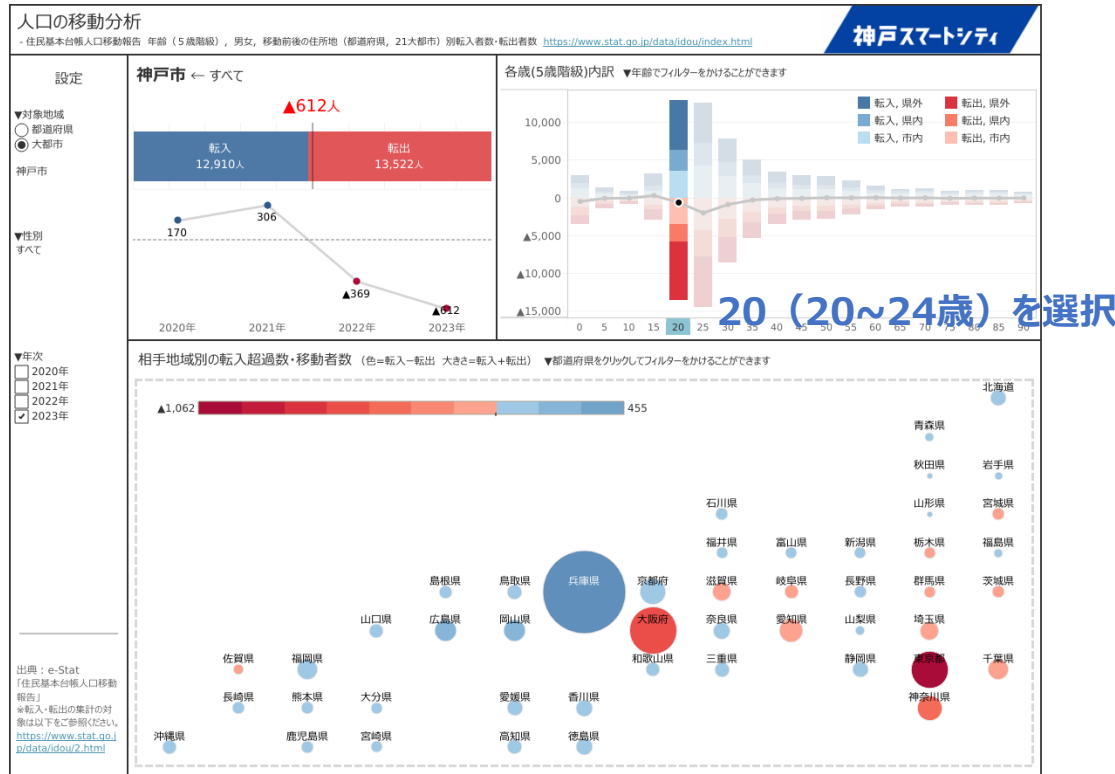 人口の移動分析
- 住民基本台帳人口移動報告 年齢（５歳階級），男女，移動前後の住所地（都道府県，21大都市）別転入者数・転出者数 https://www.stat.go.jp/data/idou/index.html
神戸スマートシティ
設定
▼対象地域
都道府県
大都市
神戸市
▼性別
すべて
▼年次
2020年
2021年
2022年
2023年
出典：e-Stat
「住民基本台帳人口移動
報告」
※転入・転出の集計の対
象は以下をご参照ください。
https://www.stat.go.j
p/data/idou/2.html
神戸市 ← すべて
▲612人
転入 転出
12,910人 13,522人
170 306 ▲369 ▲612
2020年 2021年 2022年 2023年
各歳(5歳階級)内訳 ▼年齢でフィルターをかけることができます
転入, 県外 転出, 県外
転入, 県内 転出, 県内
転入, 市内 転出, 市内
10,000
5,000
0
▲5,000
▲10,000
▲15,000
20（20~24歳）を選択
0 5 10 15 20 25 30 35 40 45 50 55 60 65 70 75 80 85 90
相手地域別の転入超過数・移動者数 （色=転入−転出 大きさ=転入+転出） ▼都道府県をクリックしてフィルターをかけることができます
▲1,062 455
北海道
青森県
秋田県 岩手県
石川県 山形県 宮城県
福井県 富山県 新潟県 栃木県 福島県
島根県 鳥取県 兵庫県 京都府 滋賀県 岐阜県 長野県 群馬県 茨城県
山口県 広島県 岡山県 大阪府 奈良県 愛知県 山梨県 埼玉県
佐賀県 福岡県 和歌山県 三重県 静岡県 東京都 千葉県
長崎県 熊本県 大分県 愛媛県 香川県 神奈川県
沖縄県 鹿児島県 宮崎県 高知県 徳島県